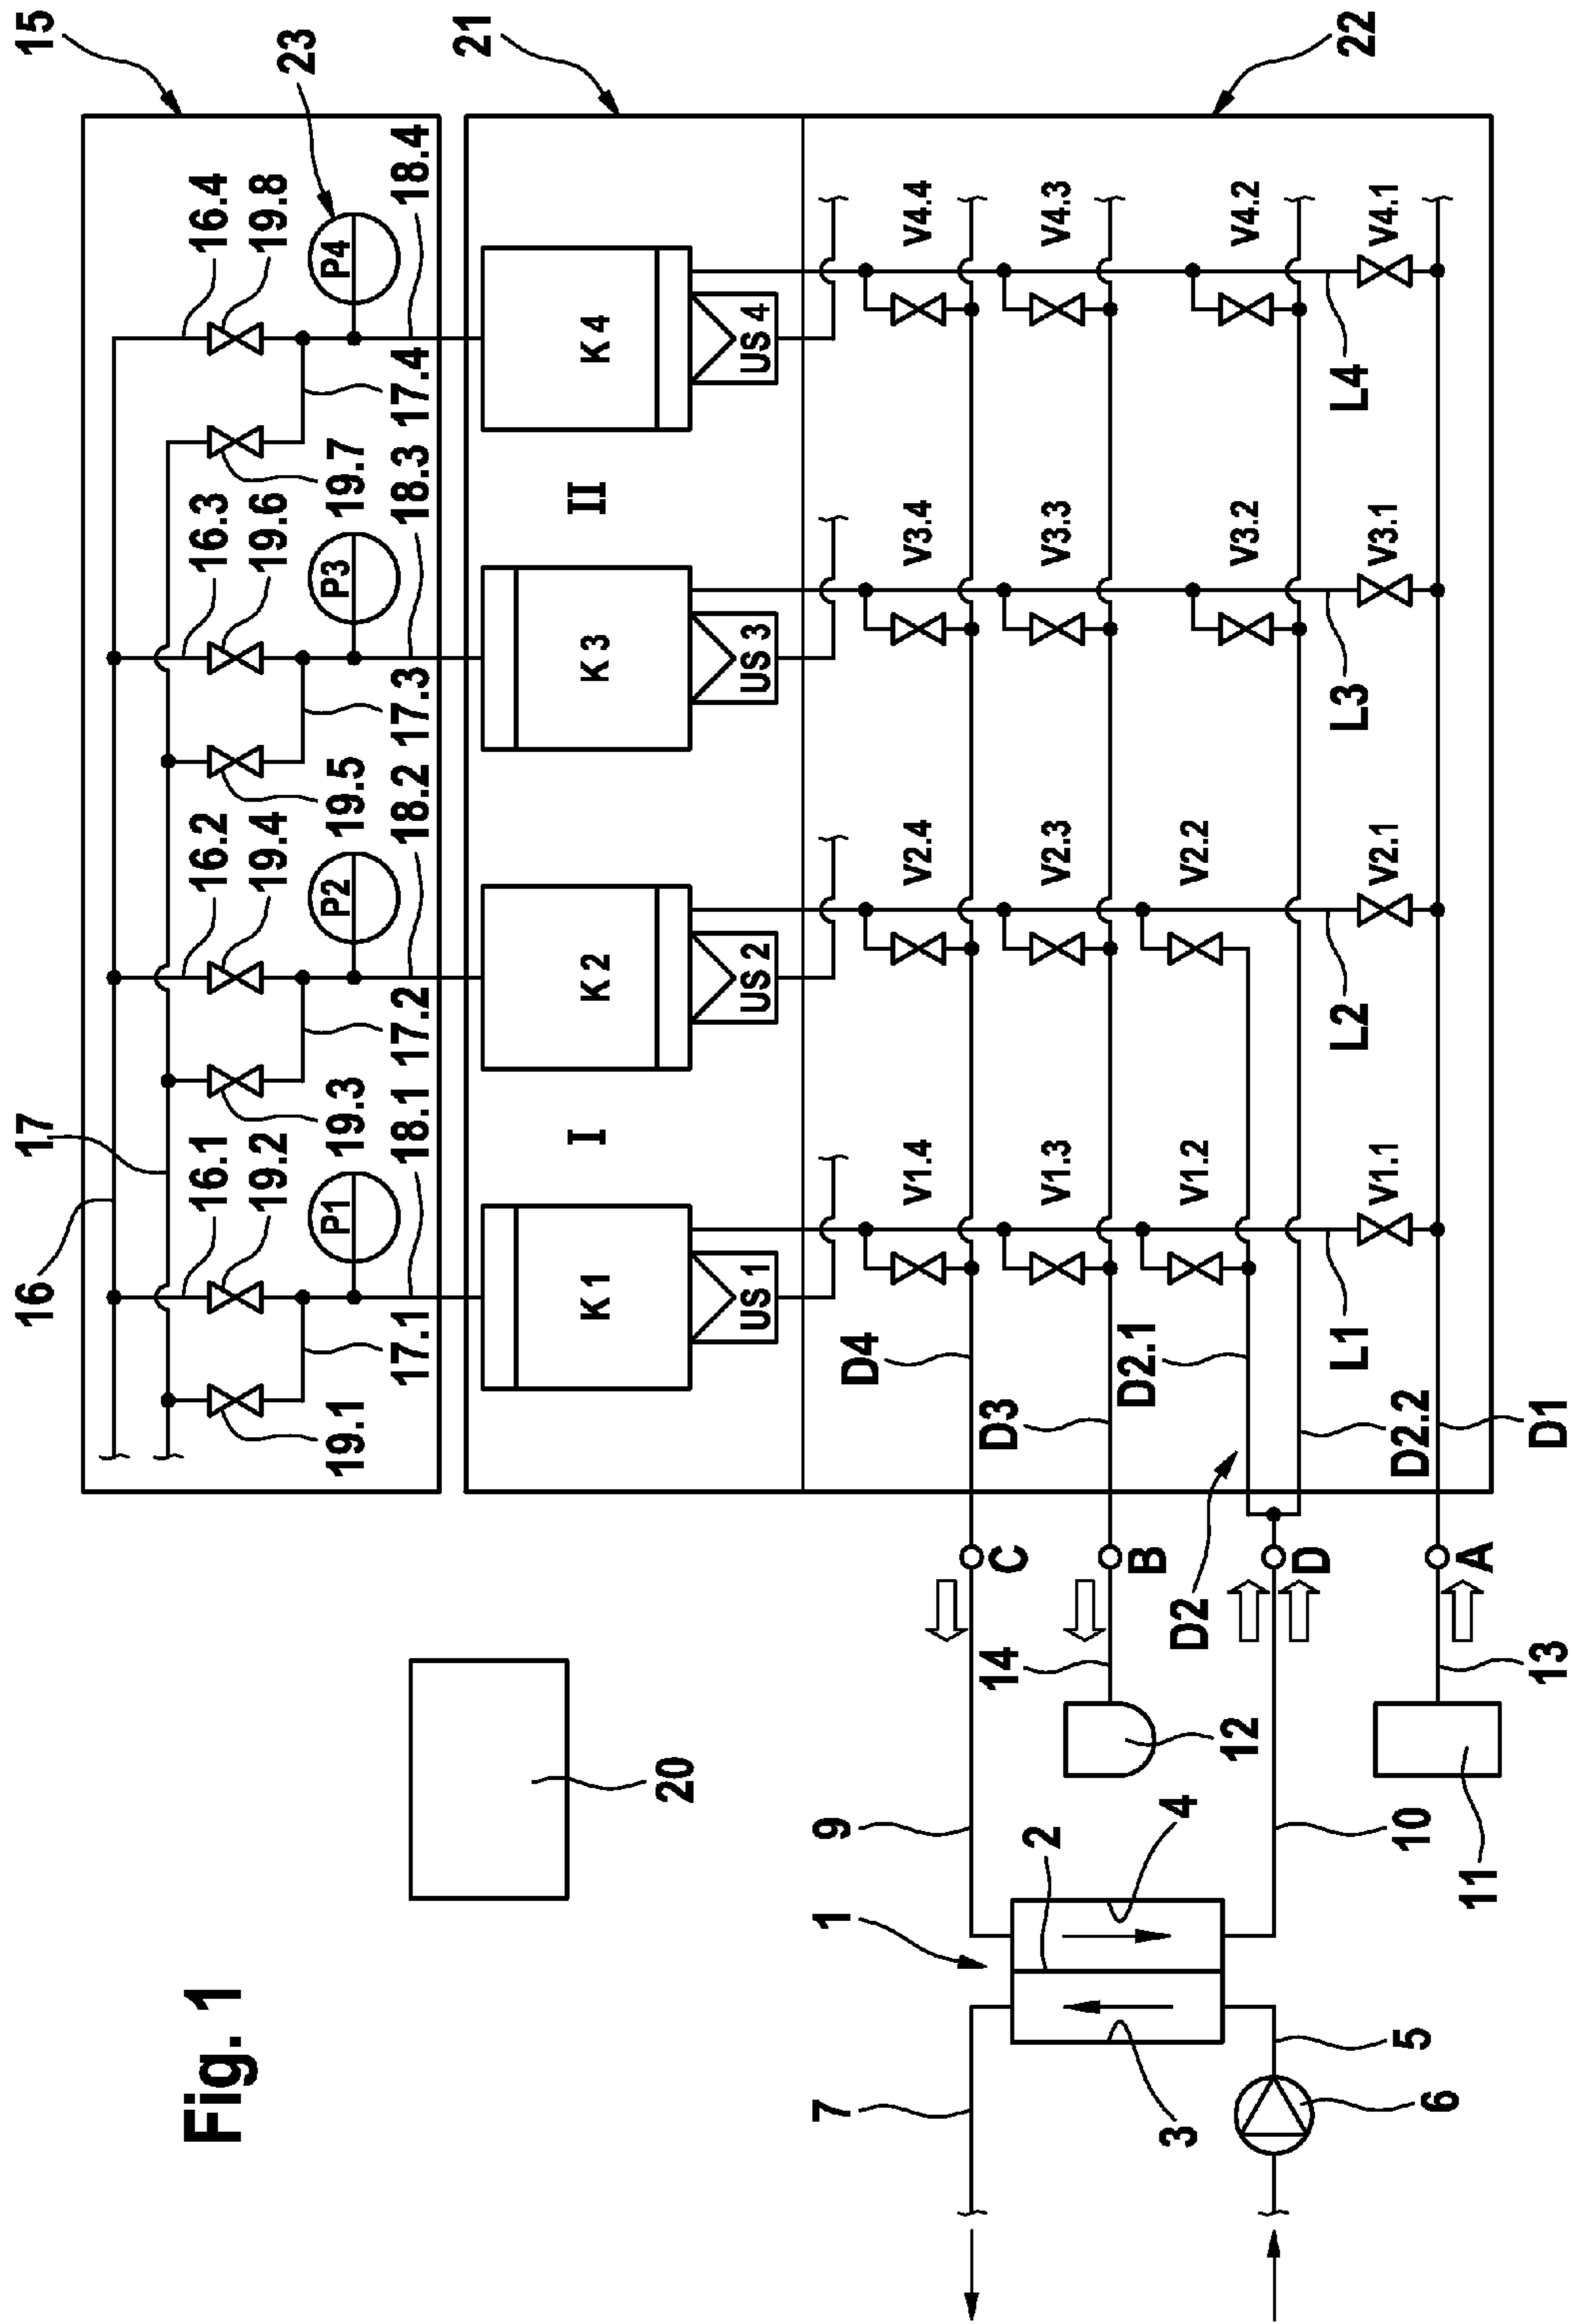 Fig. 1
15
16
17
16.1
16.2
16.3
16.4
19.2
19.4
19.6
19.8
23
P1
P2
P3
P4
19.1
19.3
19.5
19.7
17.1
18.1
17.2
18.2
17.3
18.3
17.4
18.4
21
K 1
I
K 2
K 3
II
K 4
US 1
US 2
US 3
US 4
20
22
D4
V1.4
V2.4
V3.4
V4.4
D3
V1.3
V2.3
V3.3
V4.3
D2.1
V1.2
V2.2
V3.2
V4.2
D2
D2.2
L1
L2
L3
L4
V1.1
V2.1
V3.1
V4.1
D1
C
B
D
A
7
1
9
2
4
14
12
3
5
6
10
11
13